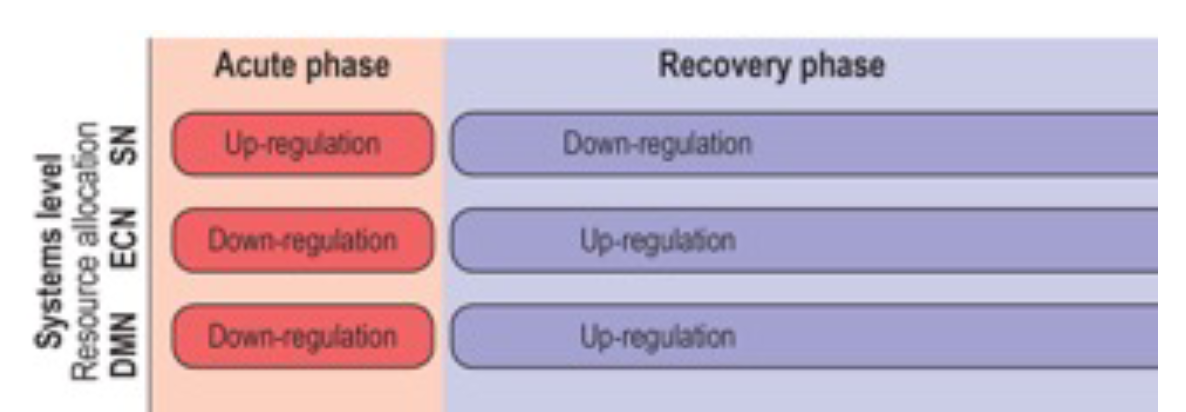 Acute phase
Recovery phase
Systems level
Resource allocation
SN
Up-regulation
Down-regulation
ECN
Down-regulation
Up-regulation
DMN
Down-regulation
Up-regulation